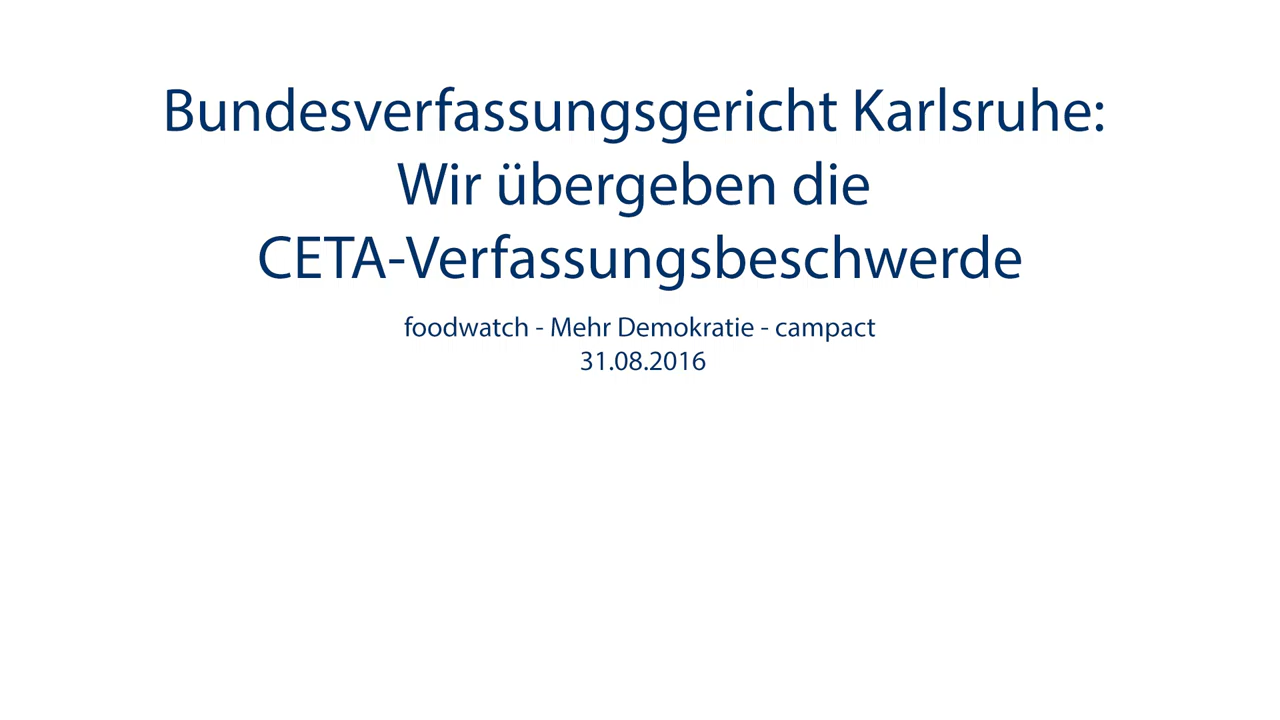 Bundesverfassungsgericht Karlsruhe:
Wir übergeben die
CETA-Verfassungsbeschwerde
foodwatch - Mehr Demokratie - campact
31.08.2016